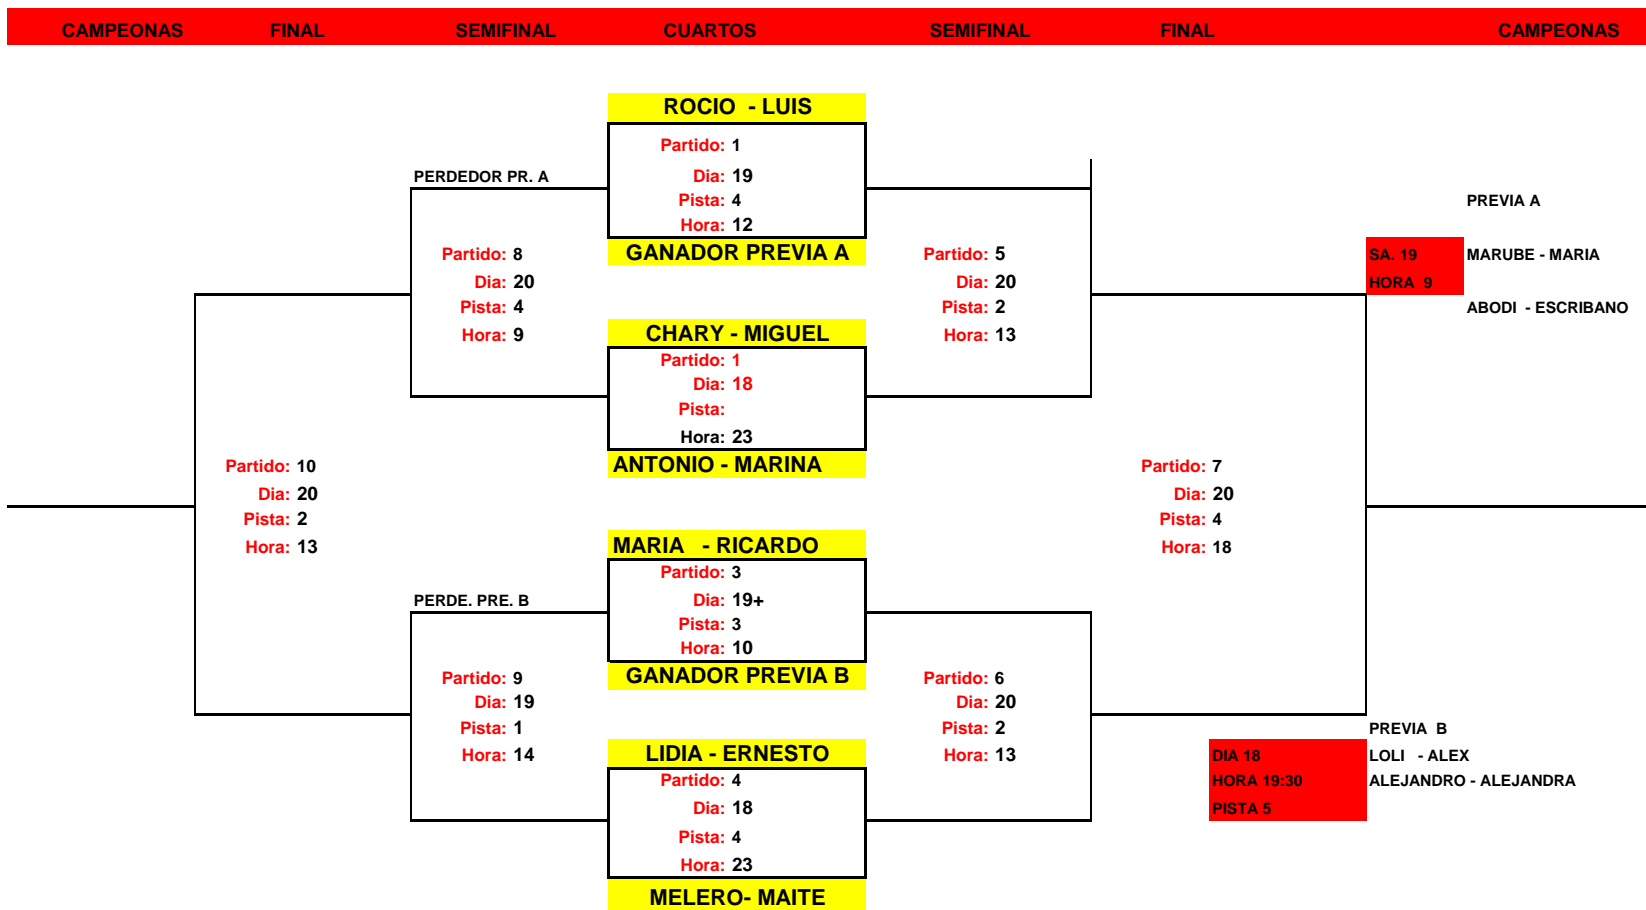 CAMPEONAS FINAL SEMIFINAL CUARTOS SEMIFINAL FINAL CAMPEONAS
ROCIO - LUIS
Partido: 1
PERDEDOR PR. A Dia: 19
Pista: 4 PREVIA A
Hora: 12
Partido: 8 GANADOR PREVIA A Partido: 5 SA. 19 MARUBE - MARIA
Dia: 20 Dia: 20 HORA 9
Pista: 4 Pista: 2 ABODI - ESCRIBANO
Hora: 9 CHARY - MIGUEL Hora: 13
Partido: 1
Dia: 18
Pista:
Hora: 23
Partido: 10 ANTONIO - MARINA Partido: 7
Dia: 20 Dia: 20
Pista: 2 Pista: 4
Hora: 13 MARIA - RICARDO Hora: 18
Partido: 3
PERDE. PRE. B Dia: 19+
Pista: 3
Hora: 10
Partido: 9 GANADOR PREVIA B Partido: 6
Dia: 19 Dia: 20
Pista: 1 Pista: 2 PREVIA B
Hora: 14 LIDIA - ERNESTO Hora: 13 DIA 18 LOLI - ALEX
Partido: 4 HORA 19:30 ALEJANDRO - ALEJANDRA
Dia: 18 PISTA 5
Pista: 4
Hora: 23
MELERO- MAITE